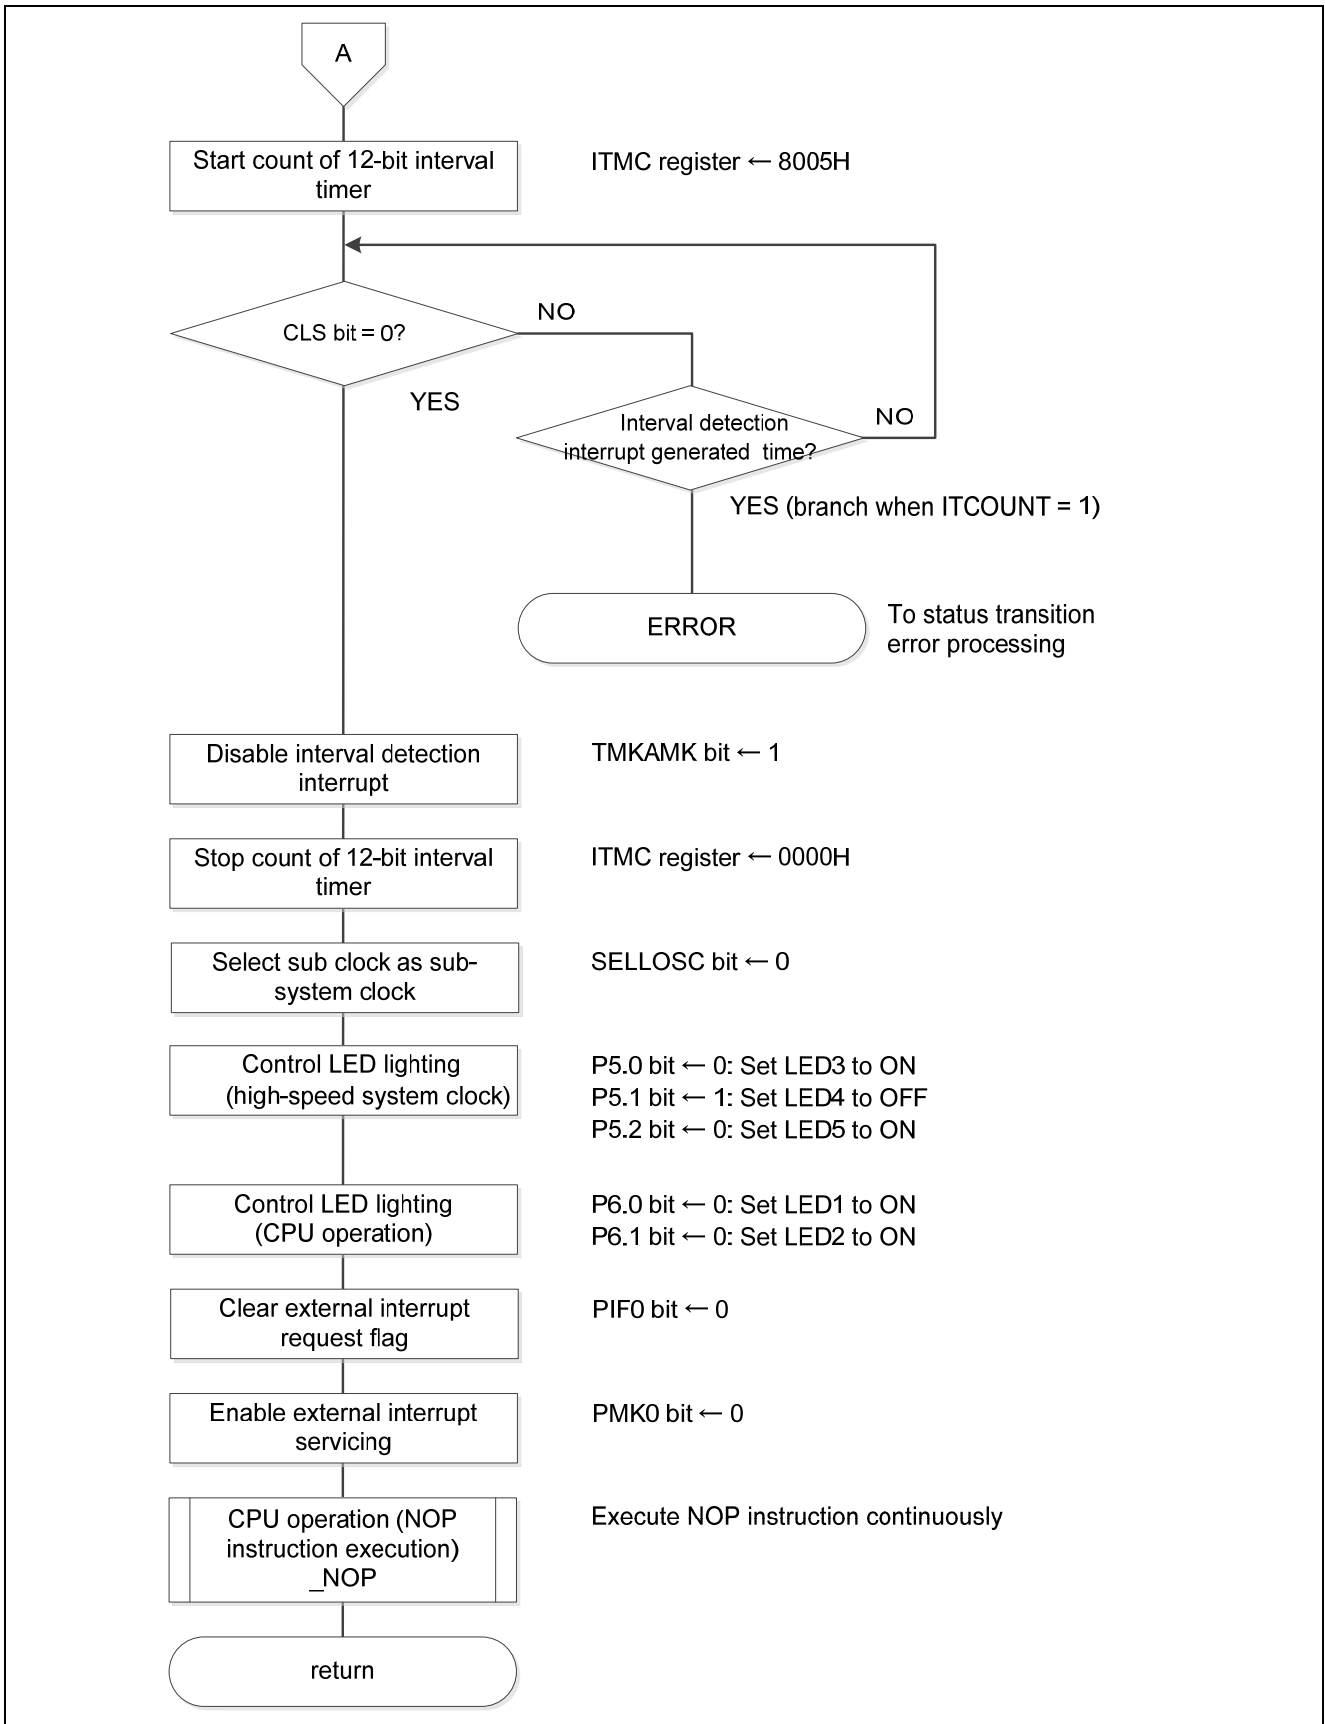 A
Start count of 12-bit interval
timer
ITMC register ← 8005H
CLS bit = 0?
NO
YES
Interval detection
interrupt generated time?
NO
YES (branch when ITCOUNT = 1)
ERROR
To status transition
error processing
Disable interval detection
interrupt
TMKAMK bit ← 1
Stop count of 12-bit interval
timer
ITMC register ← 0000H
Select sub clock as sub-
system clock
SELLOSC bit ← 0
Control LED lighting
(high-speed system clock)
P5.0 bit ← 0: Set LED3 to ON
P5.1 bit ← 1: Set LED4 to OFF
P5.2 bit ← 0: Set LED5 to ON
Control LED lighting
(CPU operation)
P6.0 bit ← 0: Set LED1 to ON
P6.1 bit ← 0: Set LED2 to ON
Clear external interrupt
request flag
PIF0 bit ← 0
Enable external interrupt
servicing
PMK0 bit ← 0
CPU operation (NOP
instruction execution)
_NOP
Execute NOP instruction continuously
return